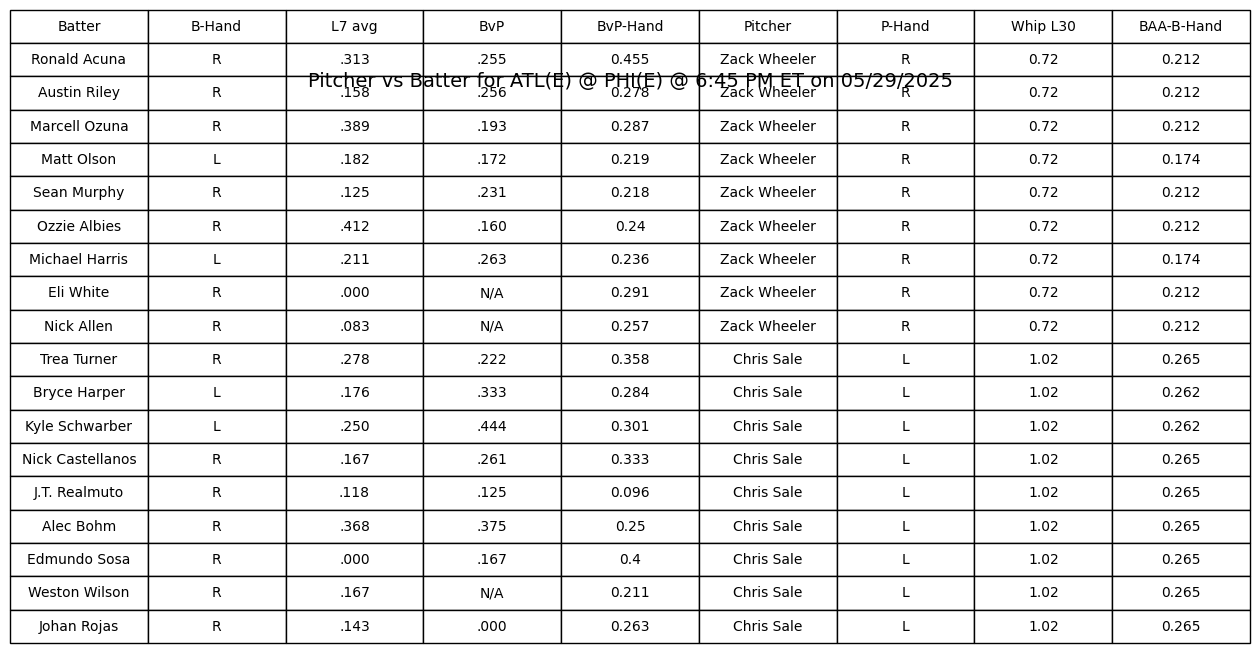 Batter B-Hand L7 avg BvP BvP-Hand Pitcher P-Hand Whip L30 BAA-B-Hand
Ronald Acuna R .313 .255 0.455 Zack Wheeler R 0.72 0.212
Pitcher vs Batter for ATL(E) @ PHI(E) @ 6:45 PM ET on 05/29/2025
Austin Riley R .158 .256 0.278 Zack Wheeler R 0.72 0.212
Marcell Ozuna R .389 .193 0.287 Zack Wheeler R 0.72 0.212
Matt Olson L .182 .172 0.219 Zack Wheeler R 0.72 0.174
Sean Murphy R .125 .231 0.218 Zack Wheeler R 0.72 0.212
Ozzie Albies R .412 .160 0.24 Zack Wheeler R 0.72 0.212
Michael Harris L .211 .263 0.236 Zack Wheeler R 0.72 0.174
Eli White R .000 N/A 0.291 Zack Wheeler R 0.72 0.212
Nick Allen R .083 N/A 0.257 Zack Wheeler R 0.72 0.212
Trea Turner R .278 .222 0.358 Chris Sale L 1.02 0.265
Bryce Harper L .176 .333 0.284 Chris Sale L 1.02 0.262
Kyle Schwarber L .250 .444 0.301 Chris Sale L 1.02 0.262
Nick Castellanos R .167 .261 0.333 Chris Sale L 1.02 0.265
J.T. Realmuto R .118 .125 0.096 Chris Sale L 1.02 0.265
Alec Bohm R .368 .375 0.25 Chris Sale L 1.02 0.265
Edmundo Sosa R .000 .167 0.4 Chris Sale L 1.02 0.265
Weston Wilson R .167 N/A 0.211 Chris Sale L 1.02 0.265
Johan Rojas R .143 .000 0.263 Chris Sale L 1.02 0.265